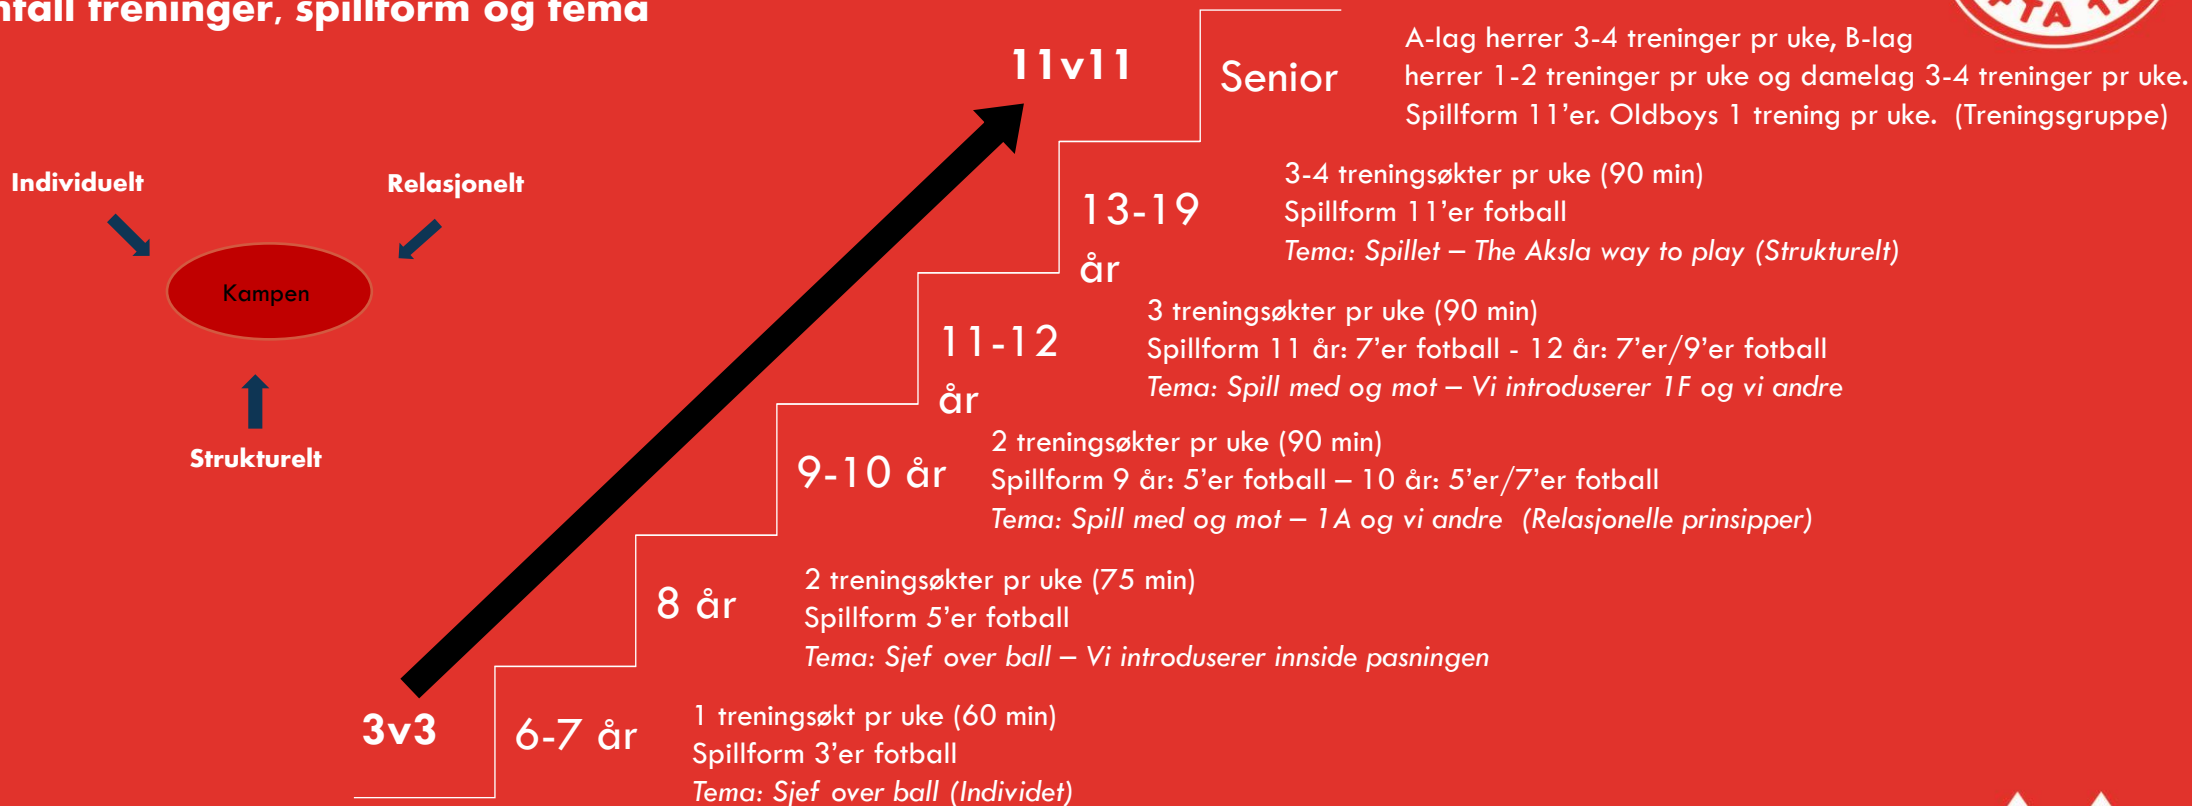 treninger, spillform og tema
11v11
Senior
A-lag herrer 3-4 treninger pr uke, B-lag
herrer 1-2 treninger pr uke og damelag 3-4 treninger pr uke.
Spillform 11’er. Oldboys 1 trening pr uke. (Treningsgruppe)
Individuelt
Relasjonelt
Kampen
Strukturelt
13-19
år
3-4 treningsøkter pr uke (90 min)
Spillform 11’er fotball
Tema: Spillet – The Aksla way to play (Strukturelt)
11-12
år
3 treningsøkter pr uke (90 min)
Spillform 11 år: 7’er fotball - 12 år: 7’er/9’er fotball
Tema: Spill med og mot – Vi introduserer 1F og vi andre
9-10 år
2 treningsøkter pr uke (90 min)
Spillform 9 år: 5’er fotball – 10 år: 5’er/7’er fotball
Tema: Spill med og mot – 1A og vi andre (Relasjonelle prinsipper)
8 år
2 treningsøkter pr uke (75 min)
Spillform 5’er fotball
Tema: Sjef over ball – Vi introduserer innside pasningen
3v3
6-7 år
1 treningsøkt pr uke (60 min)
Spillform 3’er fotball
Tema: Sjef over ball (Individet)